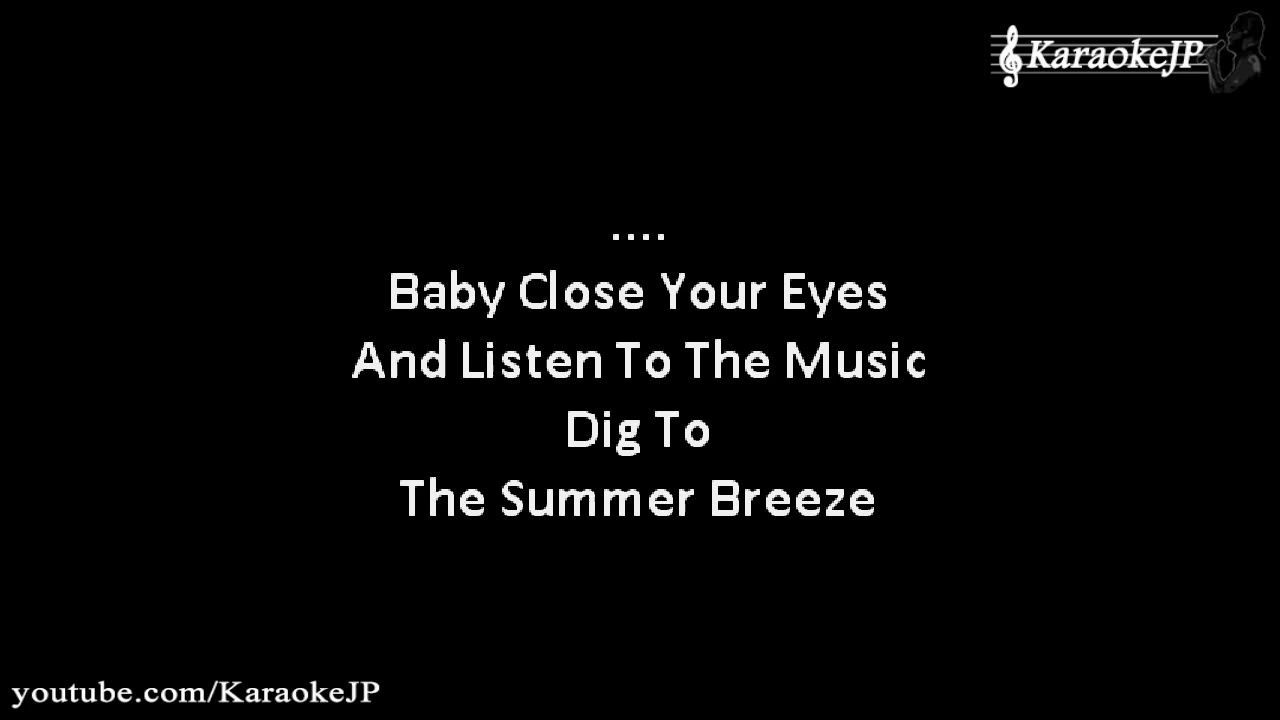 KaraokeJP
....
Baby Close Your Eyes
And Listen To The Music
Dig To
The Summer Breeze
youtube.com/KaraokeJP